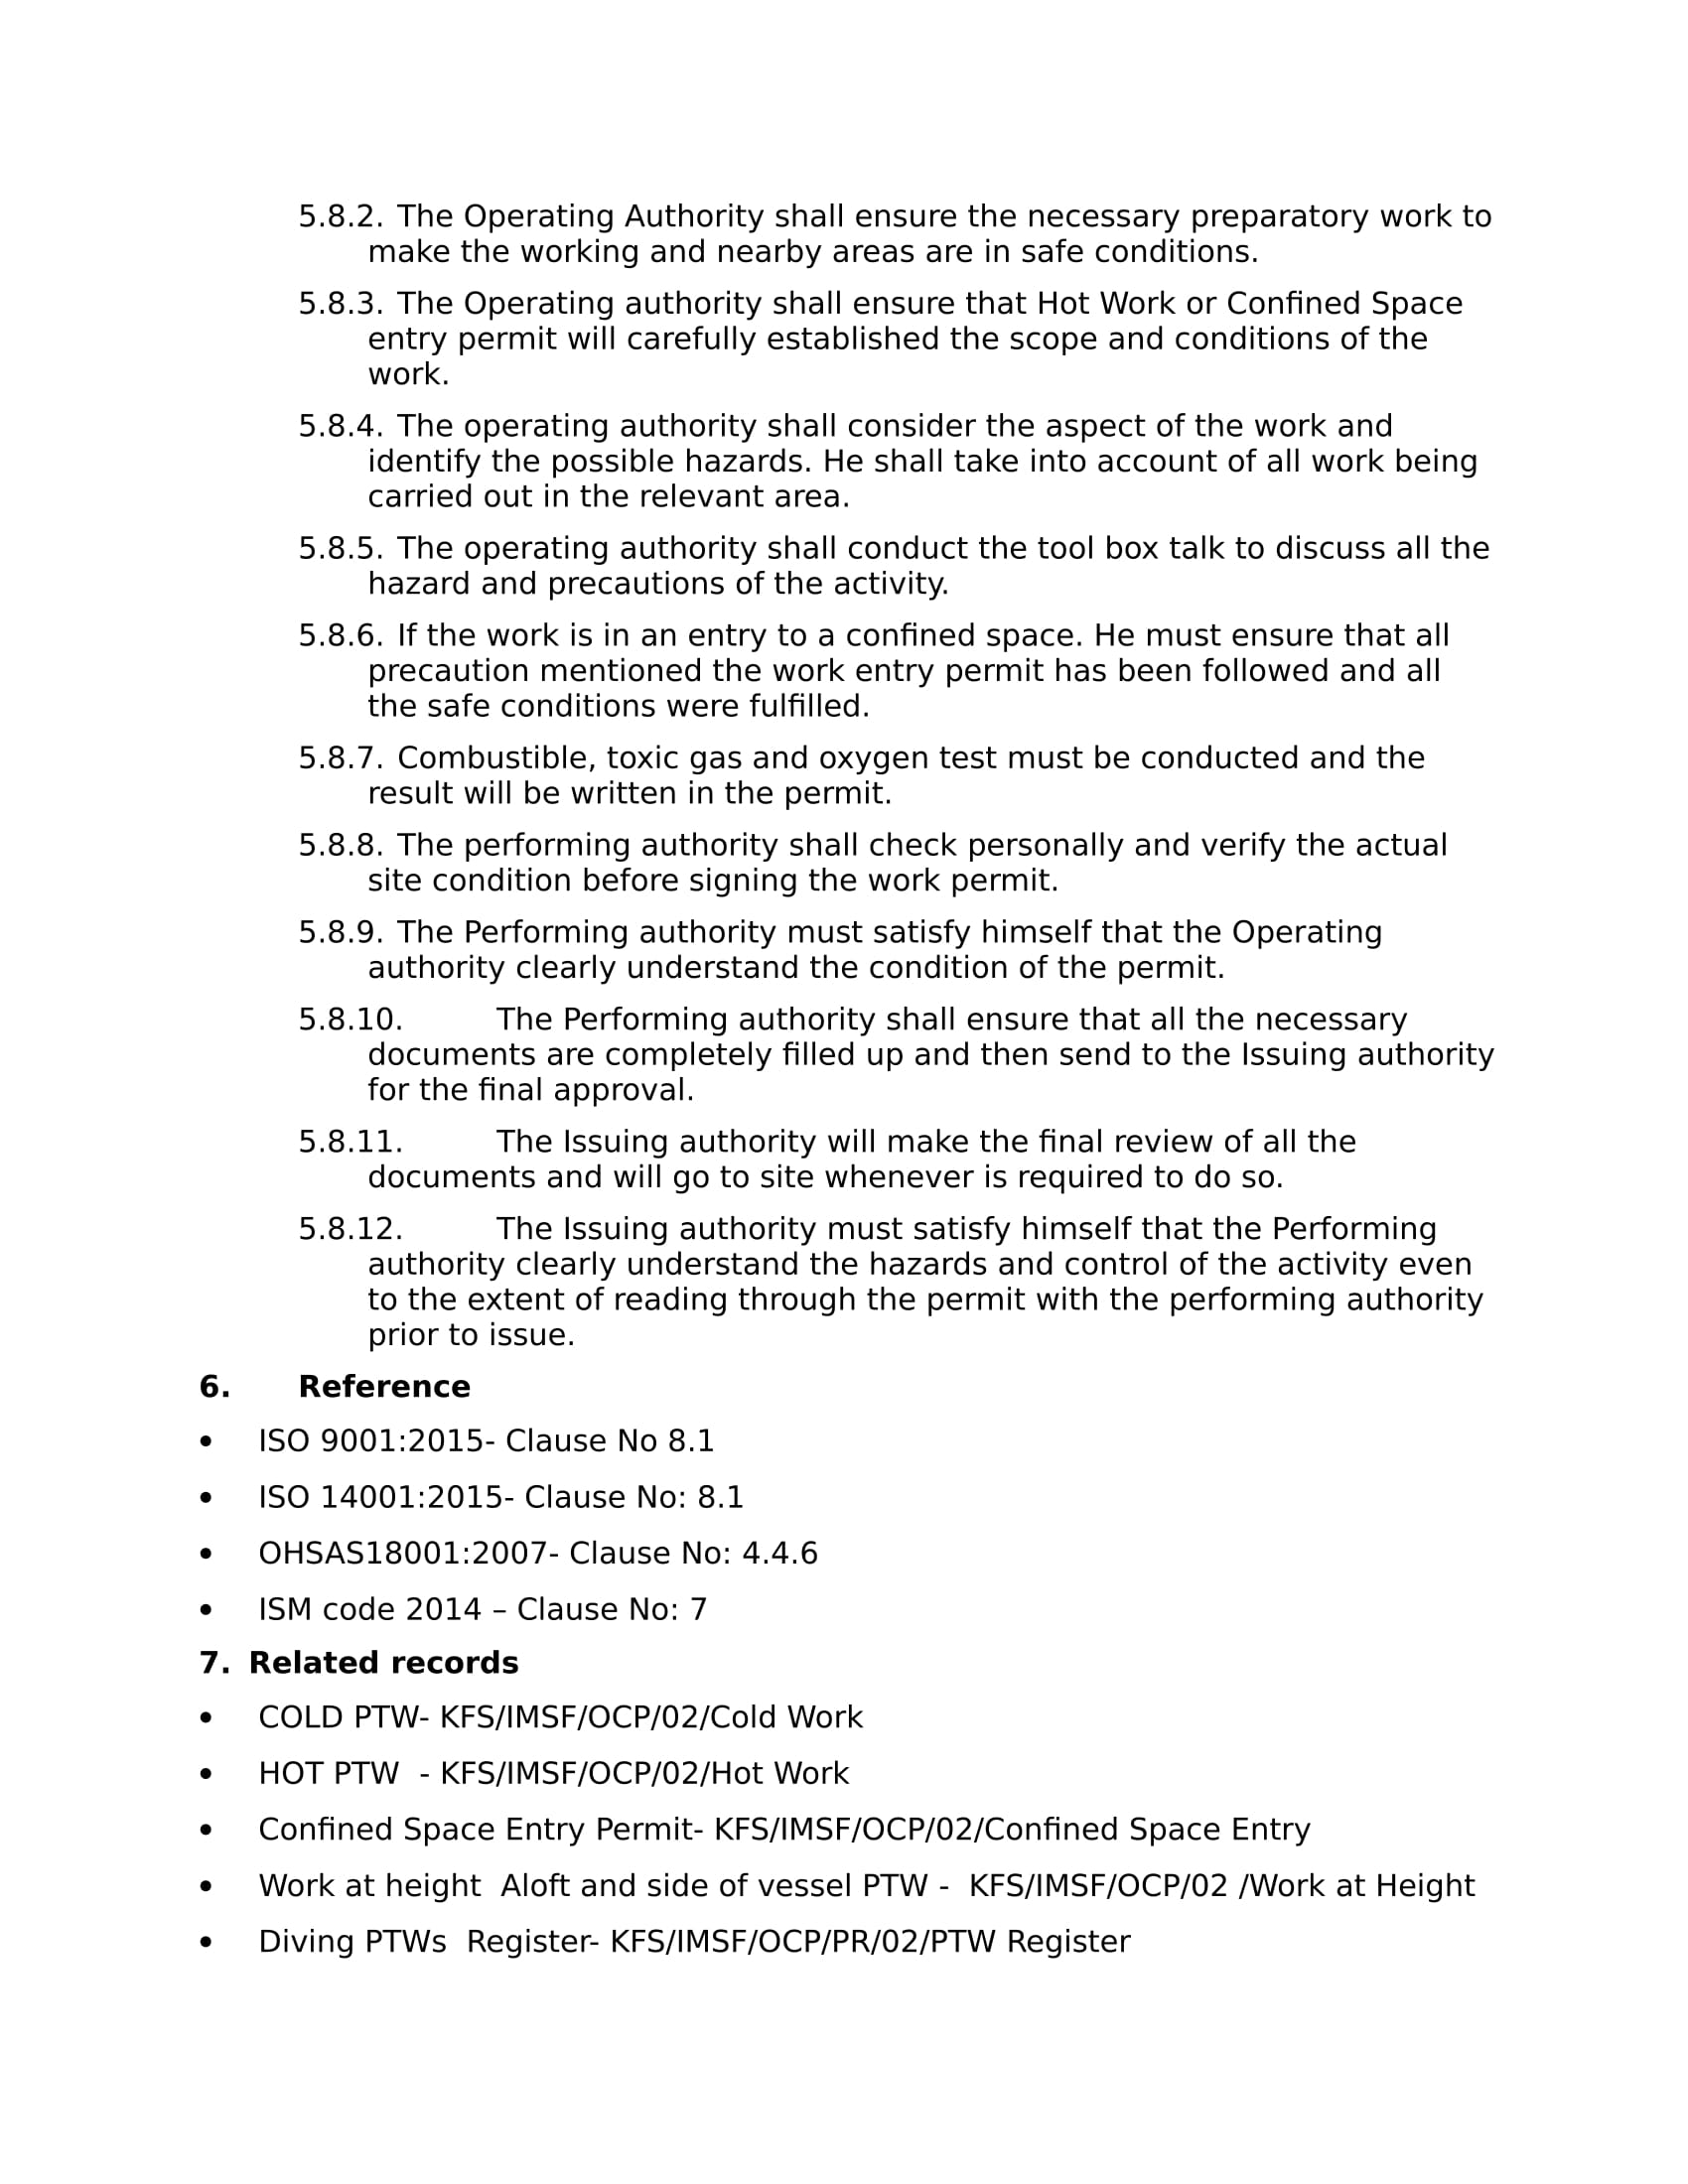 5.8.2. The Operating Authority shall ensure the necessary preparatory work to
make the working and nearby areas are in safe conditions.
5.8.3. The Operating authority shall ensure that Hot Work or Confined Space
entry permit will carefully established the scope and conditions of the
work.
5.8.4. The operating authority shall consider the aspect of the work and
identify the possible hazards. He shall take into account of all work being
carried out in the relevant area.
5.8.5. The operating authority shall conduct the tool box talk to discuss all the
hazard and precautions of the activity.
5.8.6. If the work is in an entry to a confined space. He must ensure that all
precaution mentioned the work entry permit has been followed and all
the safe conditions were fulfilled.
5.8.7. Combustible, toxic gas and oxygen test must be conducted and the
result will be written in the permit.
5.8.8. The performing authority shall check personally and verify the actual
site condition before signing the work permit.
5.8.9. The Performing authority must satisfy himself that the Operating
authority clearly understand the condition of the permit.
5.8.10. The Performing authority shall ensure that all the necessary
documents are completely filled up and then send to the Issuing authority
for the final approval.
5.8.11. The Issuing authority will make the final review of all the
documents and will go to site whenever is required to do so.
5.8.12. The Issuing authority must satisfy himself that the Performing
authority clearly understand the hazards and control of the activity even
to the extent of reading through the permit with the performing authority
prior to issue.
6. Reference
• ISO 9001:2015- Clause No 8.1
• ISO 14001:2015- Clause No: 8.1
• OHSAS18001:2007- Clause No: 4.4.6
• ISM code 2014 – Clause No: 7
7. Related records
• COLD PTW- KFS/IMSF/OCP/02/Cold Work
• HOT PTW  - KFS/IMSF/OCP/02/Hot Work
• Confined Space Entry Permit- KFS/IMSF/OCP/02/Confined Space Entry
• Work at height  Aloft and side of vessel PTW -  KFS/IMSF/OCP/02 /Work at Height
• Diving PTWs  Register- KFS/IMSF/OCP/PR/02/PTW Register